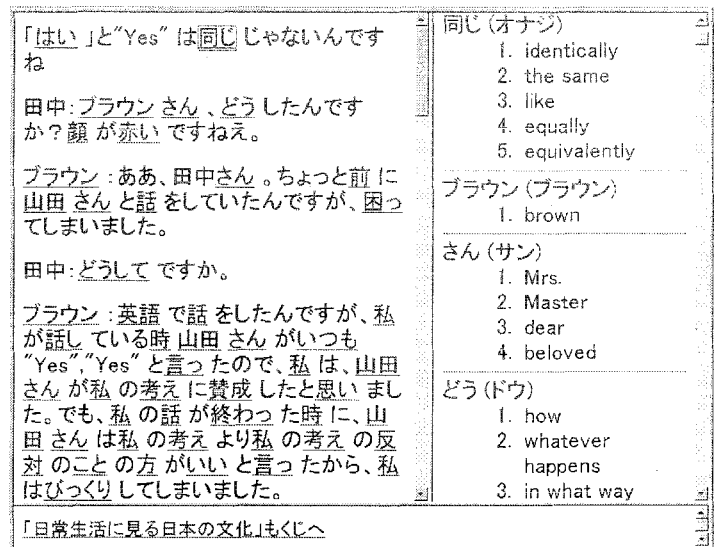 「はい」と"Yes" は同じ じゃないんです
ね
田中：ブラウン さん 、どう したんです
か？顔 が赤い ですねえ。
ブラウン ：ああ、田中さん 。ちょっと前 に
山田 さん と話 をしていたんですが、困っ
てしまいました。
田中：どうして ですか。
ブラウン ：英語 で話 をしたんですが、私
が話し ている時 山田 さん がいつも
"Yes","Yes" と言っ たので、私 は、山田
さん が私 の考え に賛成 したと思い まし
た。でも、私 の話 が終わっ た時 に、山
田 さん は私 の考え より私 の考え の反
対 のこと の方 がいい と言っ たから、私
はびっくり してしまいました。
同じ (オナジ)
1. identically
2. the same
3. like
4. equally
5. equivalently
ブラウン (ブラウン)
1. brown
さん (サン)
1. Mrs.
2. Master
3. dear
4. beloved
どう (ドウ)
1. how
2. whatever
happens
3. in what way
「日常生活に見る日本の文化」もくじへ